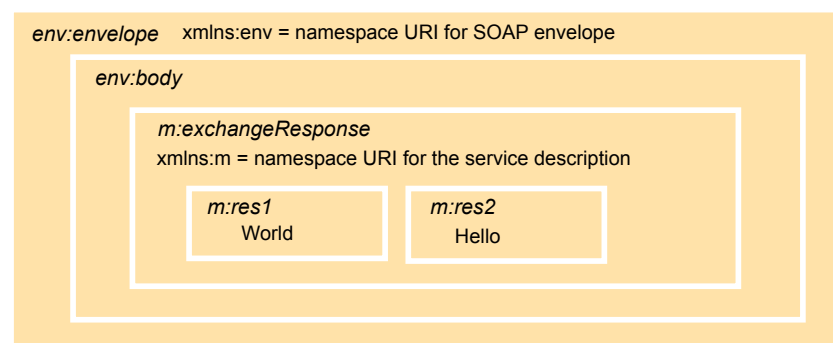 env:envelope xmlns:env = namespace URI for SOAP envelope
env:body
m:exchangeResponse
xmlns:m = namespace URI for the service description
m:res1 m:res2
World Hello